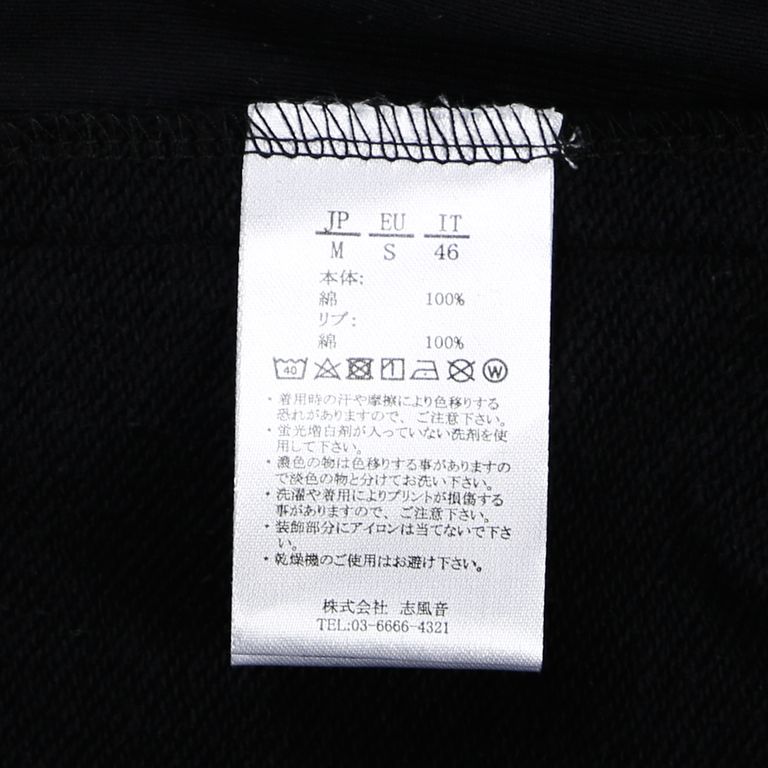 JP EU IT
M S 46
本体:
綿 100%
リブ:
綿 100%
40 W
・着用時の汗や摩擦により色移りする
恐れがありますので、ご注意下さい。
・蛍光増白剤が入っていない洗剤を使
用して下さい。
・濃色の物は色移りする事がありますの
で淡色の物と分けてお洗い下さい。
・洗濯や着用によりプリントが損傷する
事がありますので、ご注意下さい。
・装飾部分にアイロンは当てないで下さ
い。
・乾燥機のご使用はお避け下さい。
株式会社 志風音
TEL:03-6666-4321